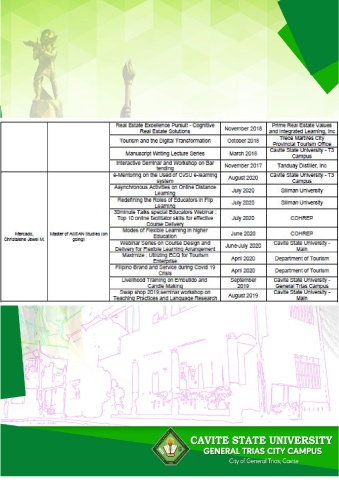 Real Estate Excellence Pursuit - Cognitive
Real Estate Solutions
November 2018
Prime Real Estate Values
and Integrated Learning, Inc
Tourism and the Digital Transformation
October 2018
Trece Martires City
Provincial Tourism Office
Manuscript Writing Lecture Series
March 2018
Cavite State University - T3
Campus
Interactive Seminar and Workshop on Bar
tending
November 2017
Tanduay Distiller, Inc
Mercado,
Christalene Jewel M.
Master of ASEAN Studies (on
going)
e-Mentoring on the Used of CvSU e-learning
system
August 2020
Cavite State University - T3
Campus
Asynchronous Activities on Online Distance
Learning
July 2020
Siliman University
Redefining the Roles of Educators in Flip
Learning
July 2020
Siliman University
30minute Talks special Educators Webinar :
Top 10 online facilitator skills for effective
Course Delivery
July 2020
COHREP
Modes of Flexible Learning in higher
Education
June 2020
COHREP
Webinar Series on Course Design and
Delivery for Flexible Learning Arrangement
June-July 2020
Cavite State University -
Main
Maximize : Utilizing ECQ for Tourism
Enterprise
April 2020
Department of Tourism
Filipino Brand and Service during Covid 19
Crisis
April 2020
Department of Tourism
Livelihood Training on Embutido and
Candle Making
September
2019
Cavite State University -
General Trias Campus
Swap shop 2019:seminar workshop on
Teaching Practices and Language Research
August 2019
Cavite State University -
Main
CAVITE STATE UNIVERSITY
GENERAL TRIAS CITY CAMPUS
City of General Trias, Cavite